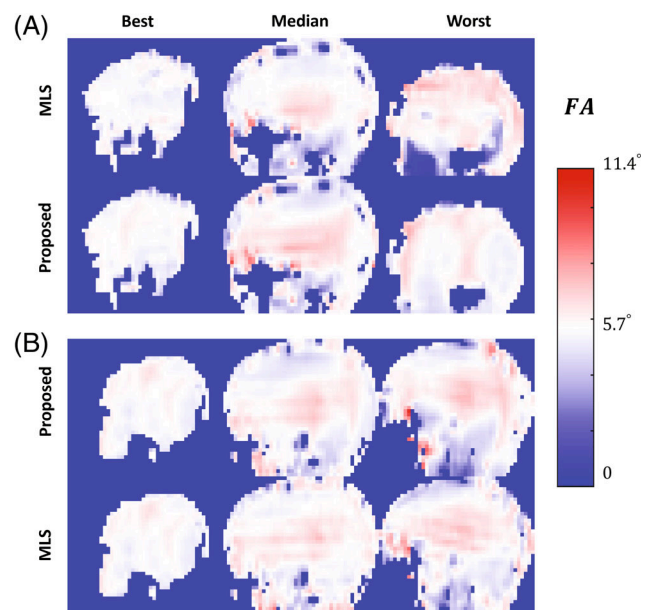 (A)
Best
Median
Worst
MLS
Proposed
FA
11.4°
5.7°
0
(B)
Proposed
MLS